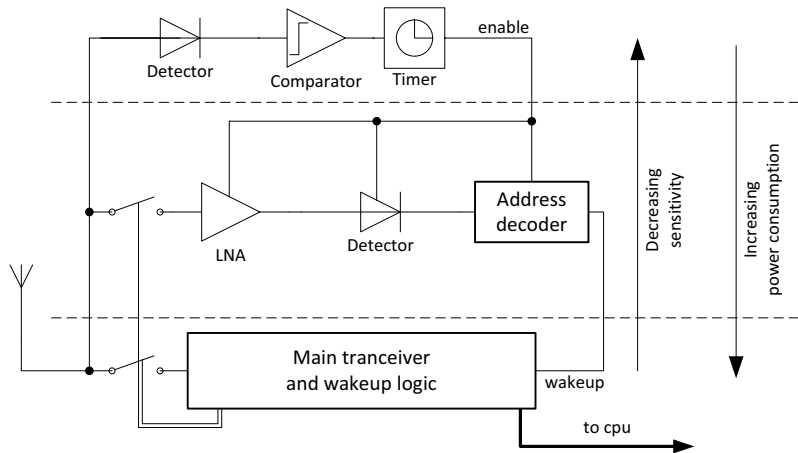 enable
Detector
Comparator
Timer
Address
decoder
LNA
Detector
Decreasing
sensitivity
Increasing
power consumption
Main tranceiver
and wakeup logic
wakeup
to cpu